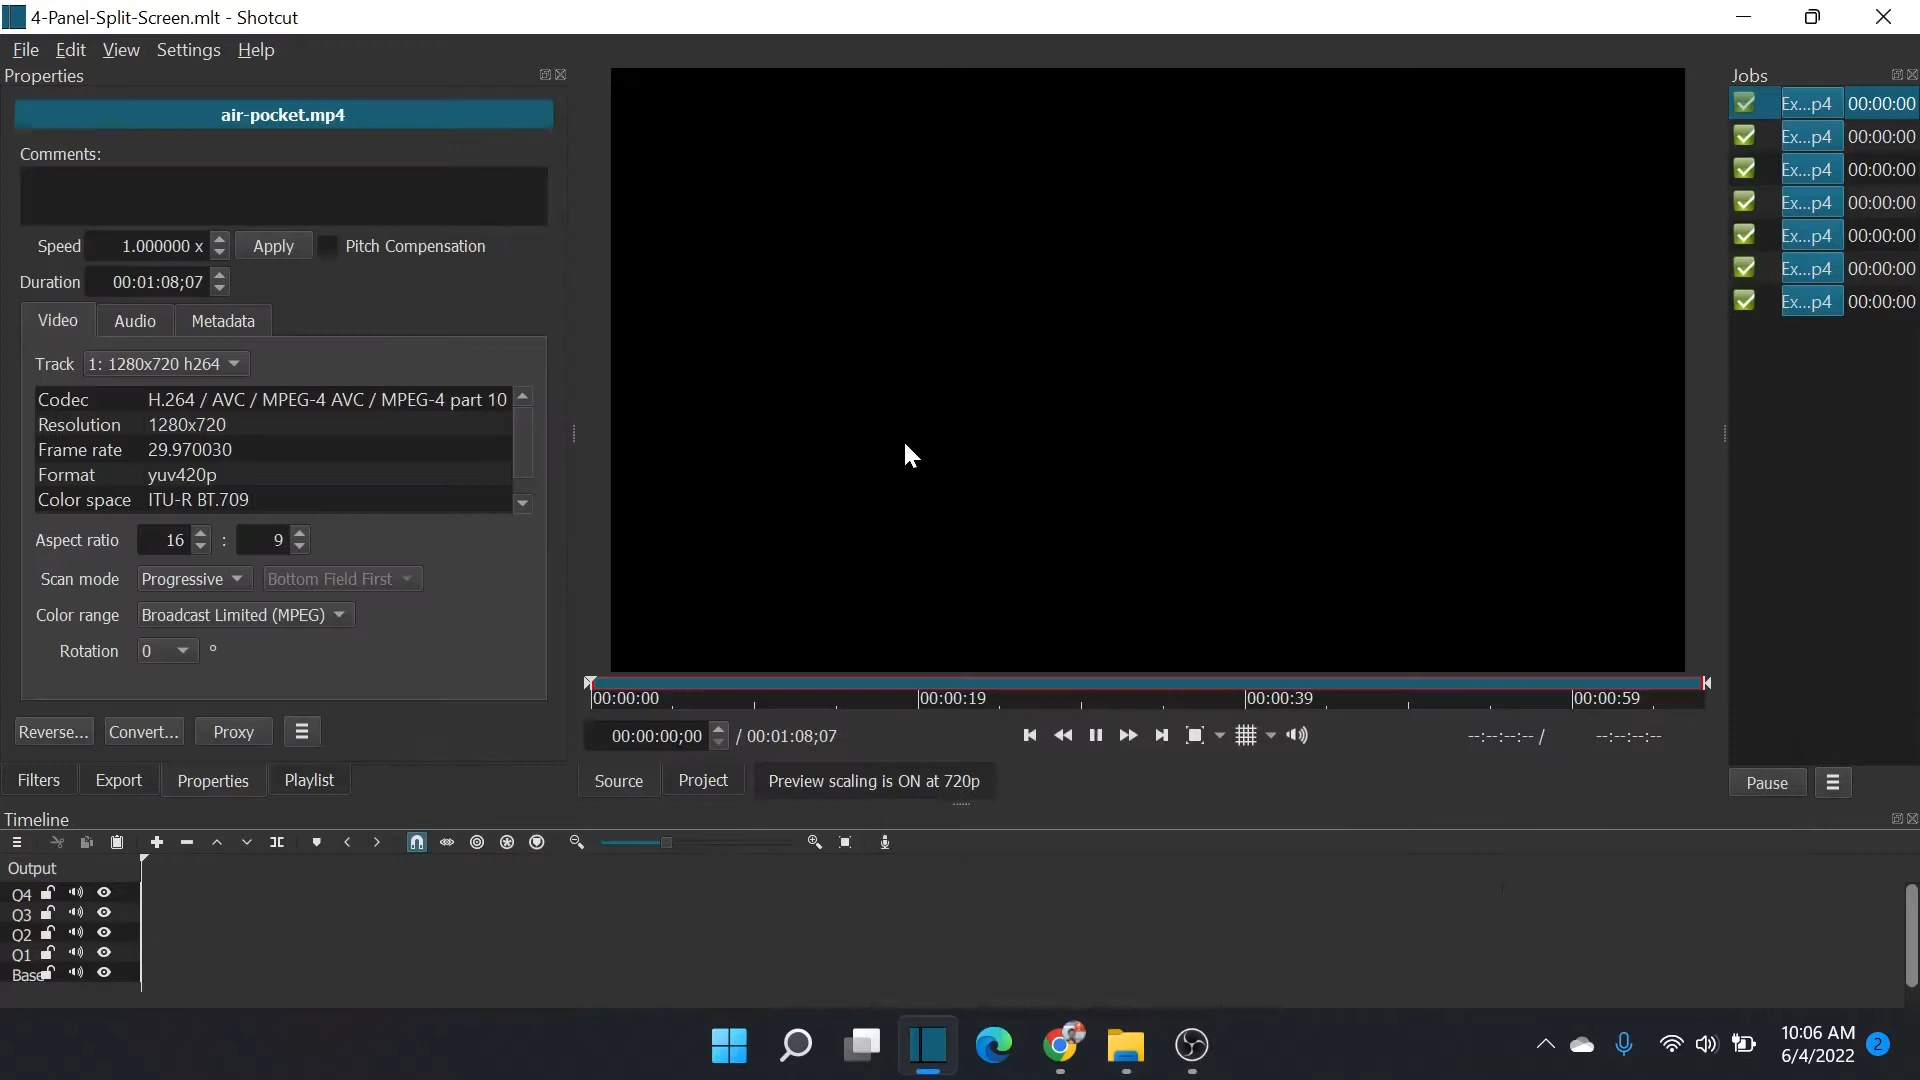 4-Panel-Split-Screen.mlt - Shotcut
File Edit View Settings Help
Properties
air-pocket.mp4
Comments:
Speed 1.000000 x Apply Pitch Compensation
Duration 00:01:08;07
Video Audio Metadata
Track 1: 1280x720 h264
Codec H.264 / AVC / MPEG-4 AVC / MPEG-4 part 10
Resolution 1280x720
Frame rate 29.970030
Format yuv420p
Color space ITU-R BT.709
Aspect ratio 16 : 9
Scan mode Progressive Bottom Field First
Color range Broadcast Limited (MPEG)
Rotation 0 °
Reverse... Convert... Proxy
Filters Export Properties Playlist
00:00:00 00:00:19 00:00:39 00:00:59
00:00:00;00 / 00:01:08;07 --:--:--:-- / --:--:--:--
Source Project Preview scaling is ON at 720p
Jobs
Ex...p4 00:00:00
Ex...p4 00:00:00
Ex...p4 00:00:00
Ex...p4 00:00:00
Ex...p4 00:00:00
Ex...p4 00:00:00
Ex...p4 00:00:00
Pause
Timeline
Output
Q4
Q3
Q2
Q1
Base
10:06 AM
6/4/2022 2